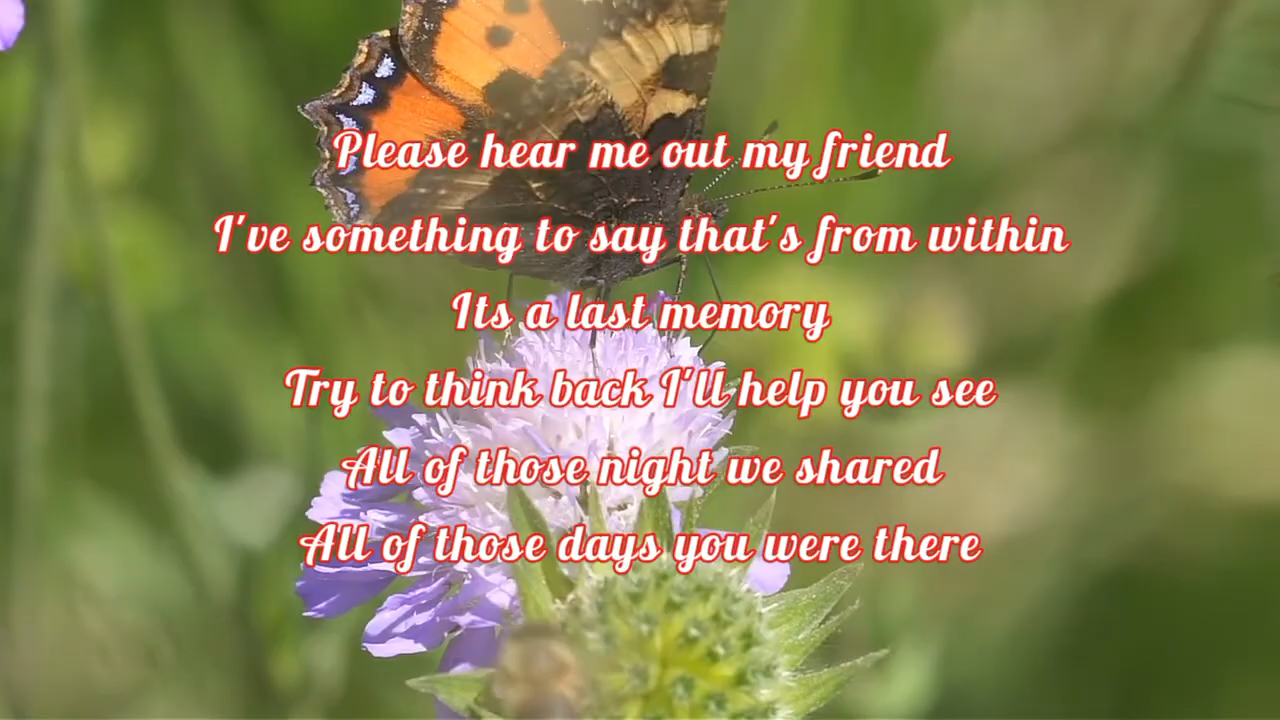 Please hear me out my friend
I've something to say that's from within
Its a last memory
Try to think back I'll help you see
All of those night we shared
All of those days you were there